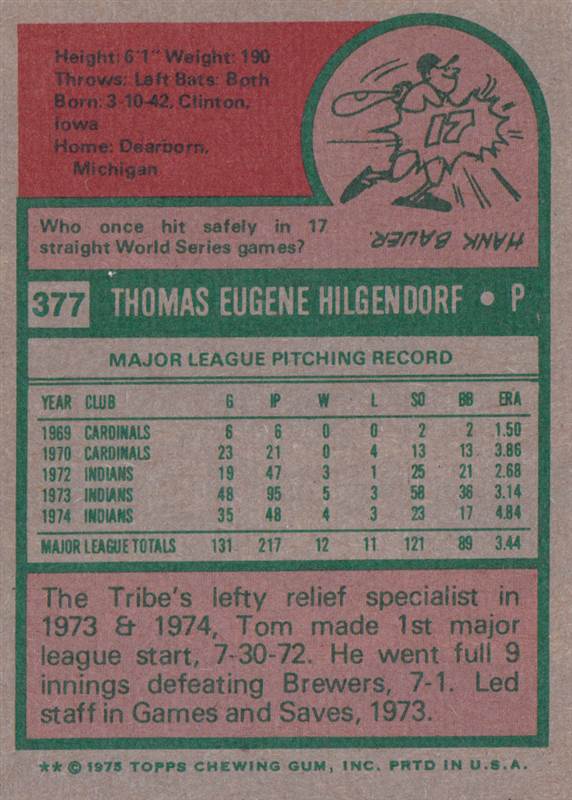 Height: 6'1" Weight: 190
Throws: Left Bats: Both
Born: 3-10-42, Clinton,
Iowa
Home: Dearborn,
Michigan
17
Who once hit safely in 17
straight World Series games?
HANK BAUER.
377 THOMAS EUGENE HILGENDORF • P
MAJOR LEAGUE PITCHING RECORD
YEAR CLUB G IP W L SO BB ERA
1969 CARDINALS 6 6 0 0 2 2 1.50
1970 CARDINALS 23 21 0 4 13 13 3.86
1972 INDIANS 19 47 3 1 25 21 2.68
1973 INDIANS 48 95 5 3 58 36 3.14
1974 INDIANS 35 48 4 3 23 17 4.84
MAJOR LEAGUE TOTALS 131 217 12 11 121 89 3.44
The Tribe's lefty relief specialist in
1973 & 1974, Tom made 1st major
league start, 7-30-72. He went full 9
innings defeating Brewers, 7-1. Led
staff in Games and Saves, 1973.
** © 1975 TOPPS CHEWING GUM, INC. PRTD IN U.S.A.